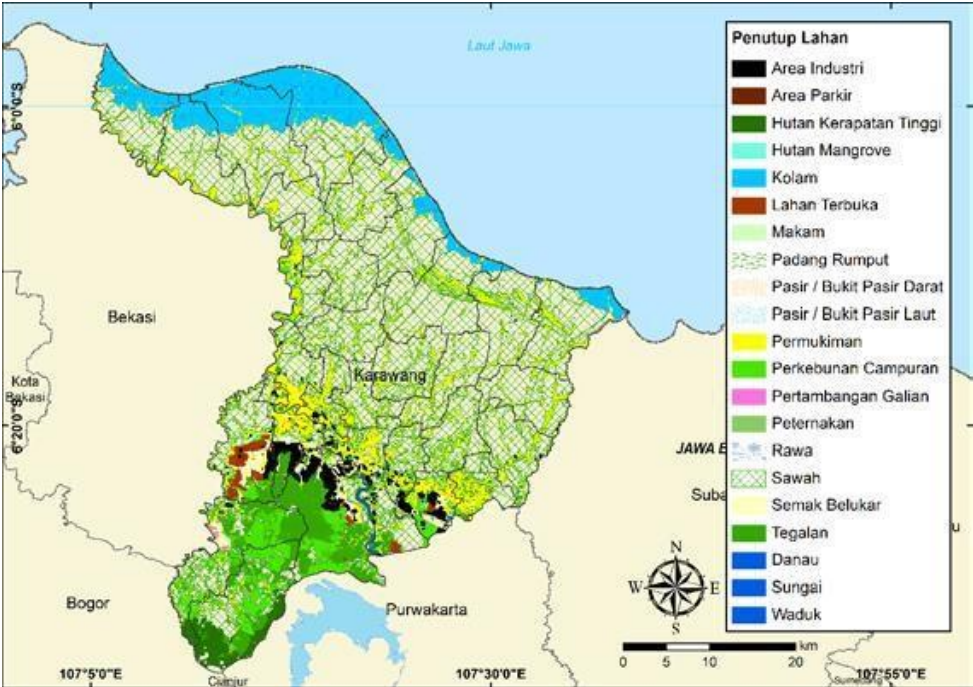 Laut Jawa
6°0'0"S
Bekasi
Kota
Bekasi
Karawang
6°20'0"S
JAWA B
Suba
Bogor
Purwakarta
Cianjur
Sumedang
u
107°5'0"E
107°30'0"E
107°55'0"E
N
W
E
S
km
0 5 10 20
Penutup Lahan
Area Industri
Area Parkir
Hutan Kerapatan Tinggi
Hutan Mangrove
Kolam
Lahan Terbuka
Makam
Padang Rumput
Pasir / Bukit Pasir Darat
Pasir / Bukit Pasir Laut
Permukiman
Perkebunan Campuran
Pertambangan Galian
Peternakan
Rawa
Sawah
Semak Belukar
Tegalan
Danau
Sungai
Waduk